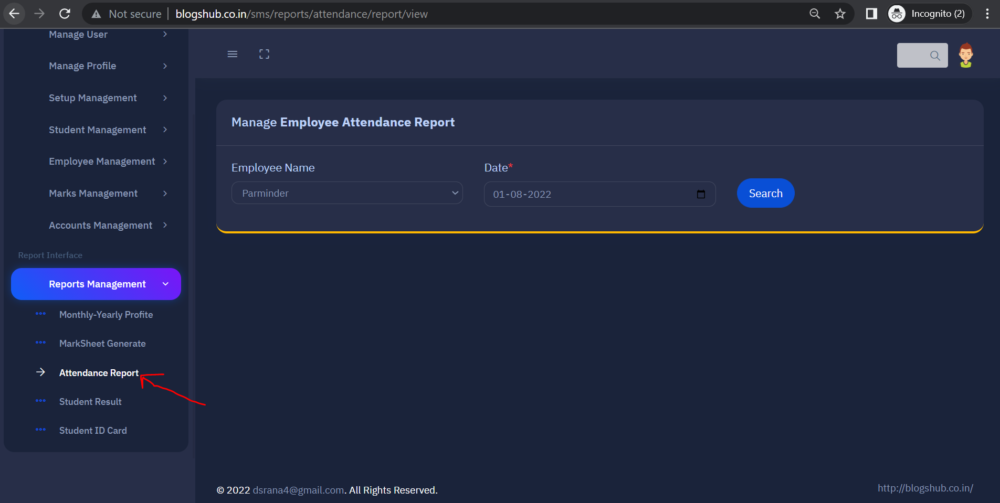 Not secure | blogshub.co.in/sms/reports/attendance/report/view
Incognito (2)
Manage User
Manage Profile
Setup Management
Student Management
Employee Management
Marks Management
Accounts Management
Report Interface
Reports Management
Monthly-Yearly Profite
MarkSheet Generate
Attendance Report
Student Result
Student ID Card
Manage Employee Attendance Report
Employee Name
Date*
Parminder
01-08-2022
Search
© 2022 dsrana4@gmail.com. All Rights Reserved.
http://blogshub.co.in/